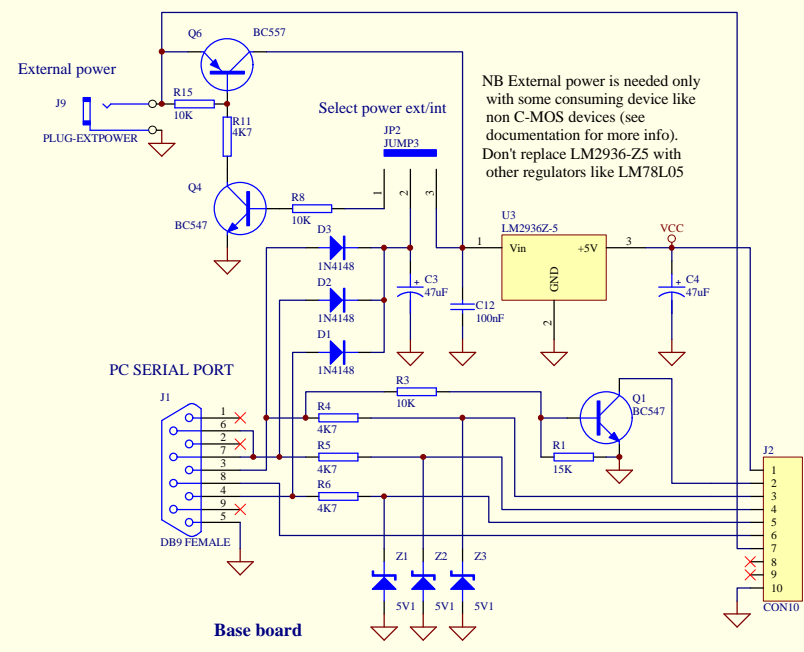 Q6
BC557
External power
J9
R15
10K
PLUG-EXTPOWER
R11
4K7
NB External power is needed only
with some consuming device like
non C-MOS devices (see
documentation for more info).
Don't replace LM2936-Z5 with
other regulators like LM78L05
Select power ext/int
JP2
JUMP3
1
2
3
Q4
BC547
R8
10K
D3
1N4148
D2
1N4148
D1
1N4148
C3
+
47uF
C12
100nF
U3
LM2936Z-5
1
Vin
+5V
3
GND
2
VCC
C4
+
47uF
PC SERIAL PORT
J1
1
6
2
7
3
8
4
9
5
DB9 FEMALE
R3
10K
R4
4K7
R5
4K7
R6
4K7
Q1
BC547
R1
15K
Z1
5V1
Z2
5V1
Z3
5V1
J2
1
2
3
4
5
6
7
8
9
10
CON10
Base board